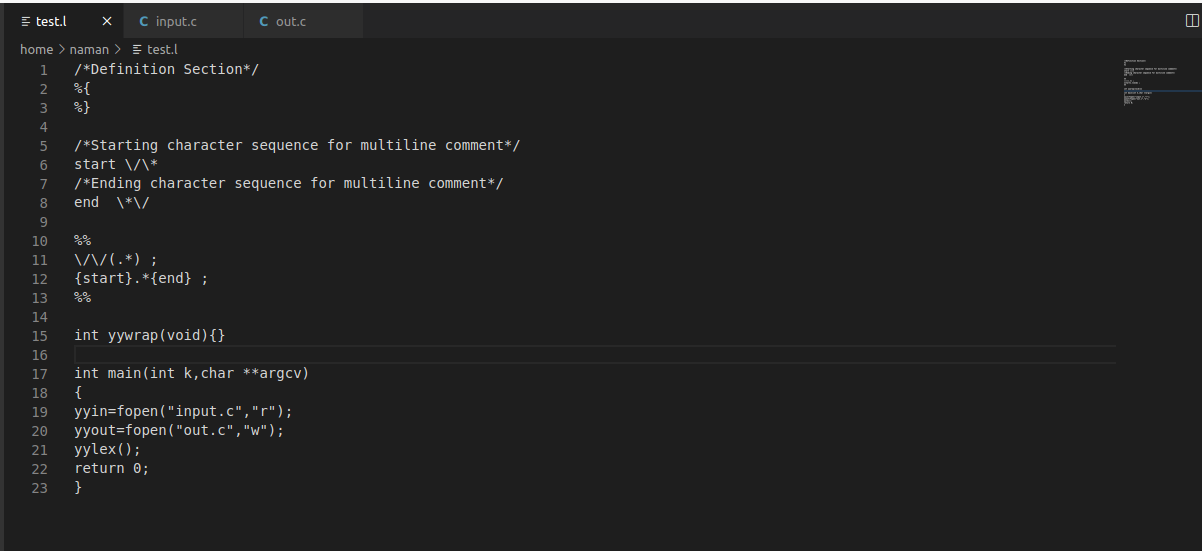 test.l × C input.c C out.c
home > naman > test.l
1 /*Definition Section*/
2 %{
3 %}
4
5 /*Starting character sequence for multiline comment*/
6 start \/\*
7 /*Ending character sequence for multiline comment*/
8 end  \*\/
9
10 %%
11 \/\/(.*) ;
12 {start}.*{end} ;
13 %%
14
15 int yywrap(void){}
16
17 int main(int k,char **argcv)
18 {
19 yyin=fopen("input.c","r");
20 yyout=fopen("out.c","w");
21 yylex();
22 return 0;
23 }